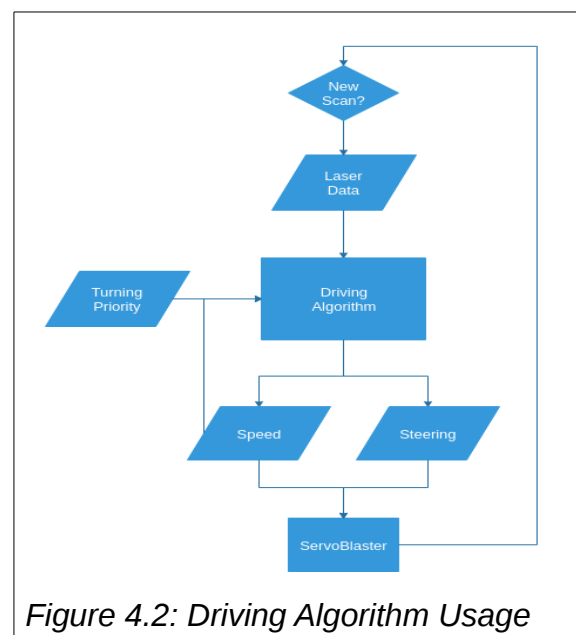 New
Scan?
Laser
Data
Turning
Priority
Driving
Algorithm
Speed
Steering
ServoBlaster
Figure 4.2: Driving Algorithm Usage